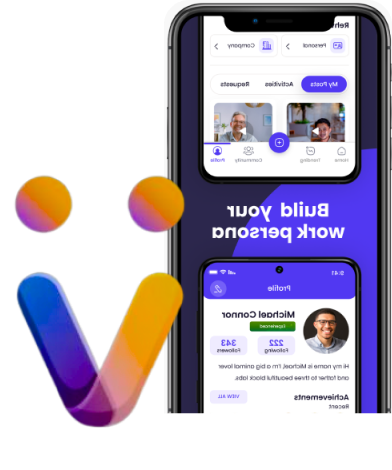 Personal Company
My Posts Activities Requests
Home Trending Community Profile
Build your
work persona
9:41
Profile
Michael Connor
Experienced
222 343
Following Followers
Hi my name is Michael, I'm a big animal lover
and father to three beautiful block labs.
Achievements VIEW ALL
Recent